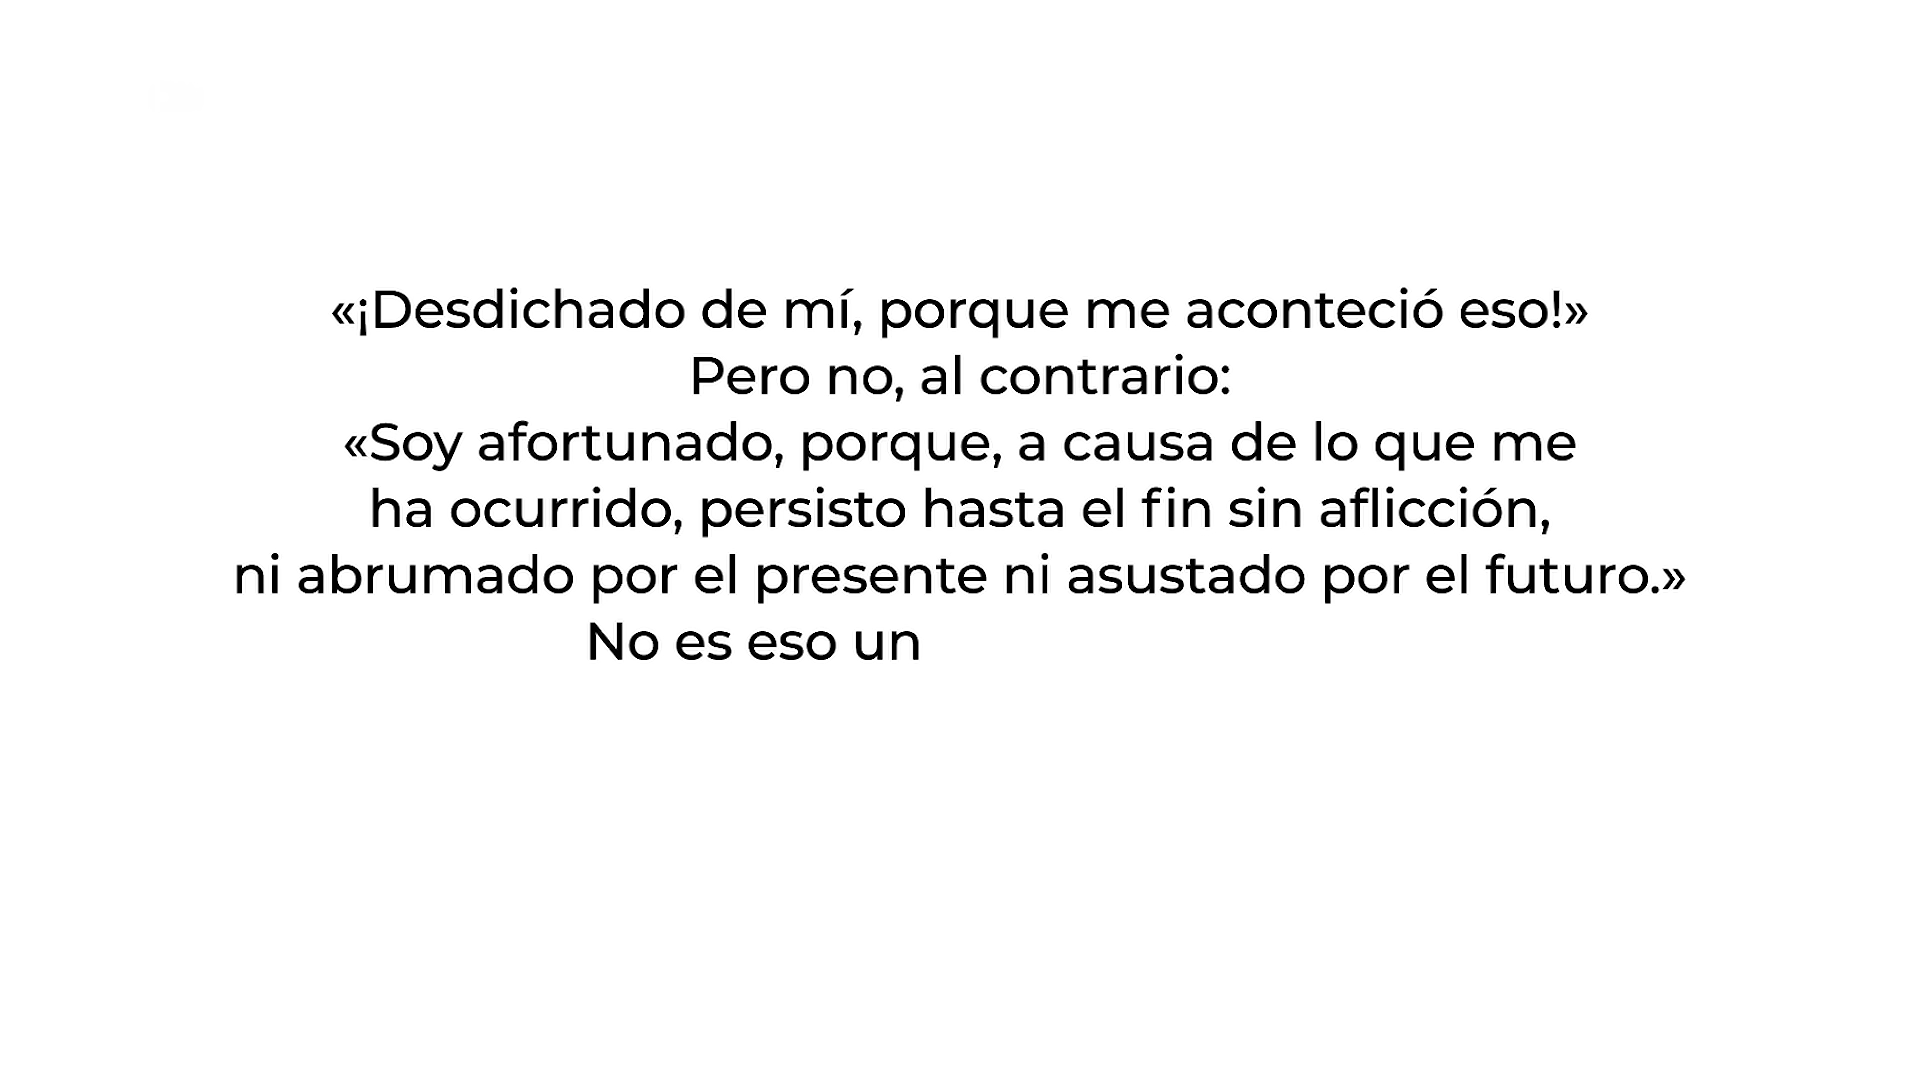 «¡Desdichado de mí, porque me aconteció eso!»
Pero no, al contrario:
«Soy afortunado, porque, a causa de lo que me
ha ocurrido, persisto hasta el fin sin aflicción,
ni abrumado por el presente ni asustado por el futuro.»
No es eso un